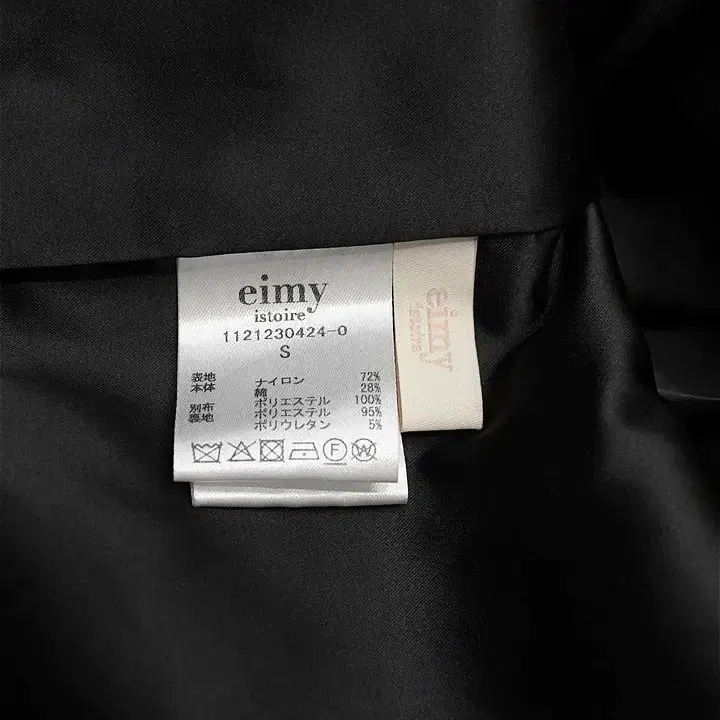 eimy
istoire
1121230424-0
S
表地
本体 ナイロン 72%
綿 28%
別布 ポリエステル 100%
裏地 ポリエステル 95%
ポリウレタン 5%
F
W
eimy
istoire